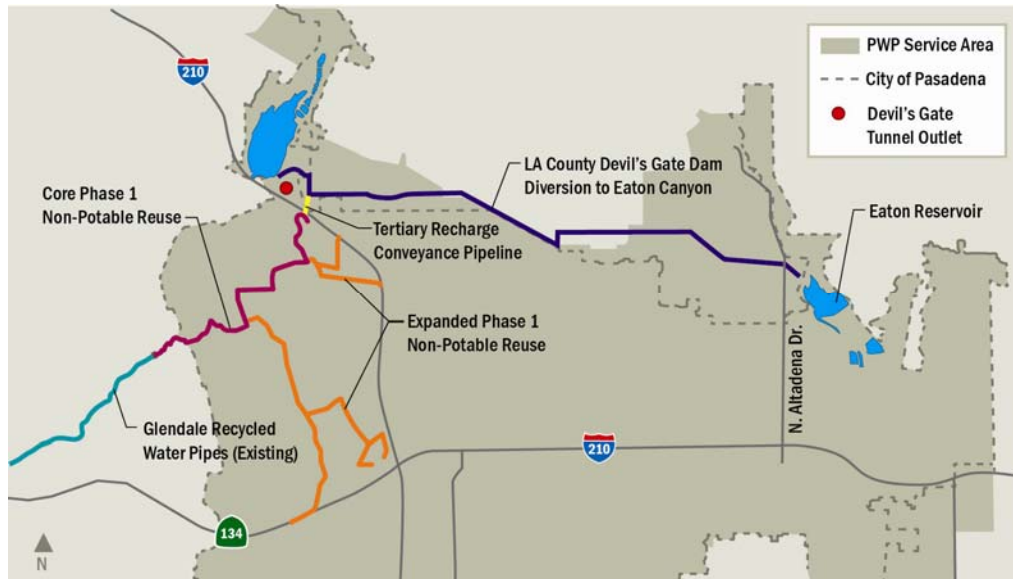 210
PWP Service Area
City of Pasadena
Devil's Gate
Tunnel Outlet
LA County Devil's Gate Dam
Diversion to Eaton Canyon
Core Phase 1
Non-Potable Reuse
Eaton Reservoir
Tertiary Recharge
Conveyance Pipeline
Expanded Phase 1
Non-Potable Reuse
N. Altadena Dr.
Glendale Recycled
Water Pipes (Existing)
210
134
N